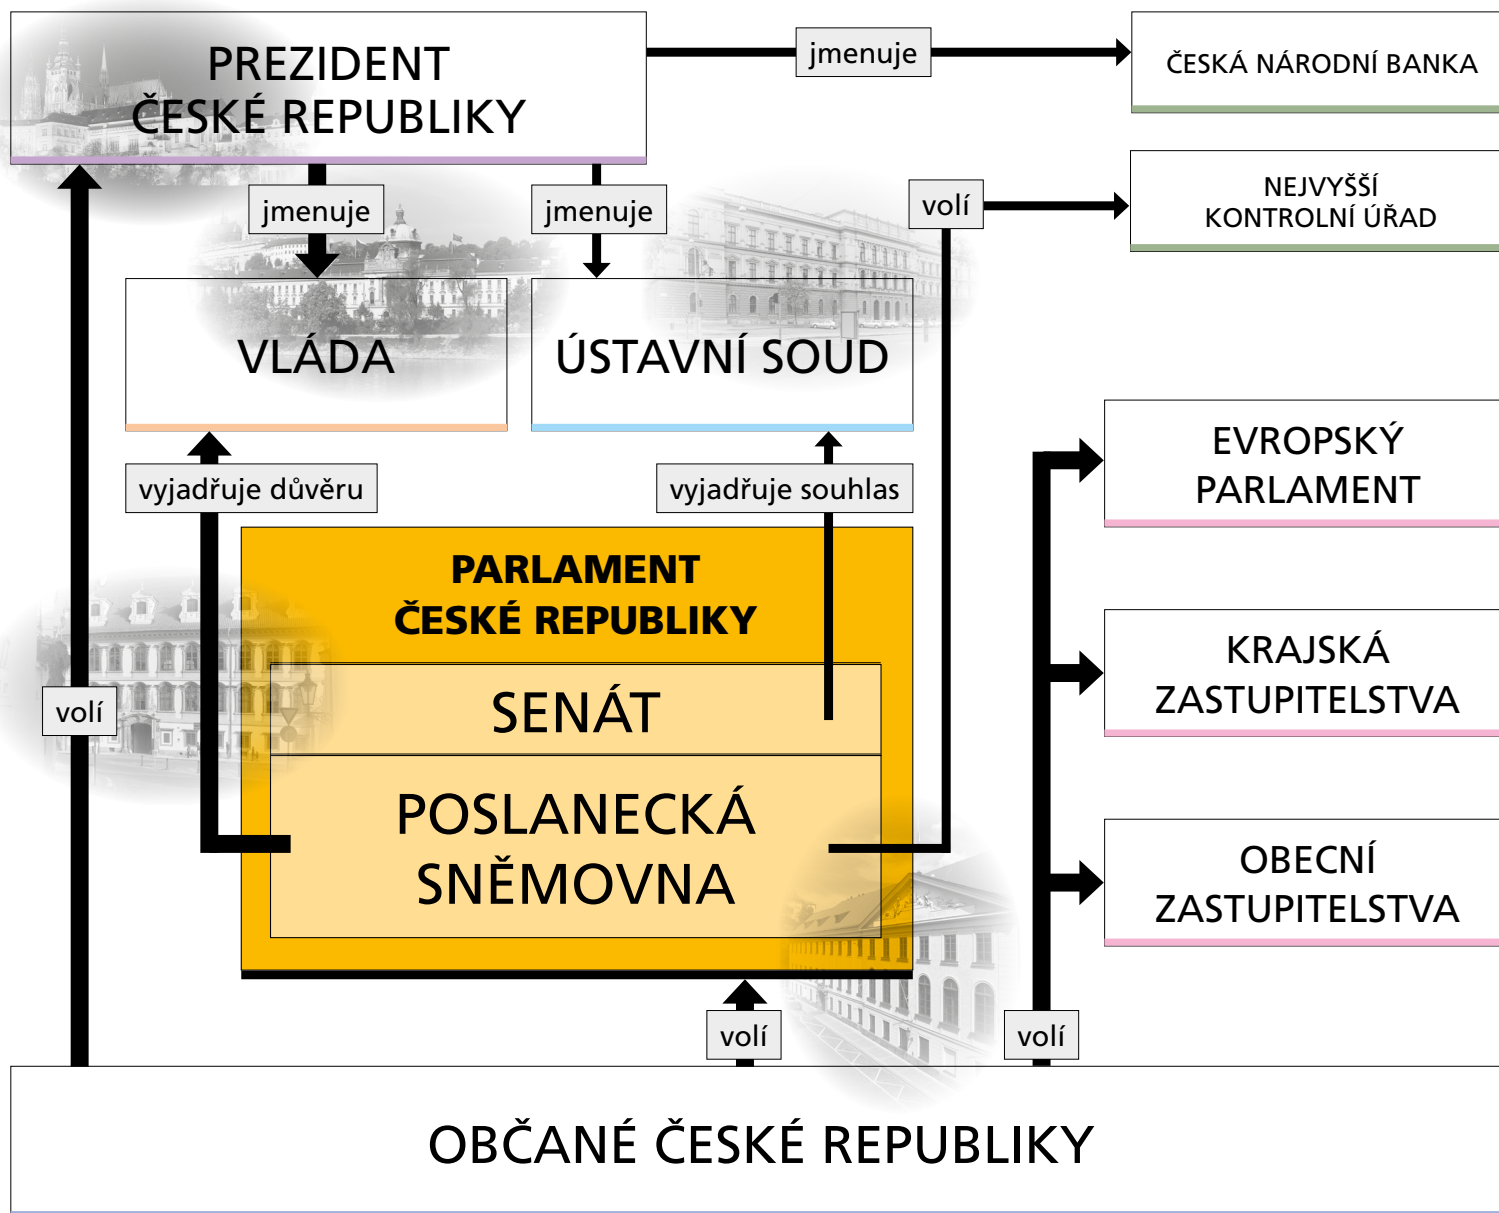 PREZIDENT
ČESKÉ REPUBLIKY
jmenuje
ČESKÁ NÁRODNÍ BANKA
jmenuje
jmenuje
volí
NEJVYŠŠÍ
KONTROLNÍ ÚŘAD
VLÁDA
ÚSTAVNÍ SOUD
vyjadřuje důvěru
vyjadřuje souhlas
EVROPSKÝ
PARLAMENT
PARLAMENT
ČESKÉ REPUBLIKY
SENÁT
POSLANECKÁ
SNĚMOVNA
volí
KRAJSKÁ
ZASTUPITELSTVA
OBECNÍ
ZASTUPITELSTVA
volí
volí
OBČANÉ ČESKÉ REPUBLIKY